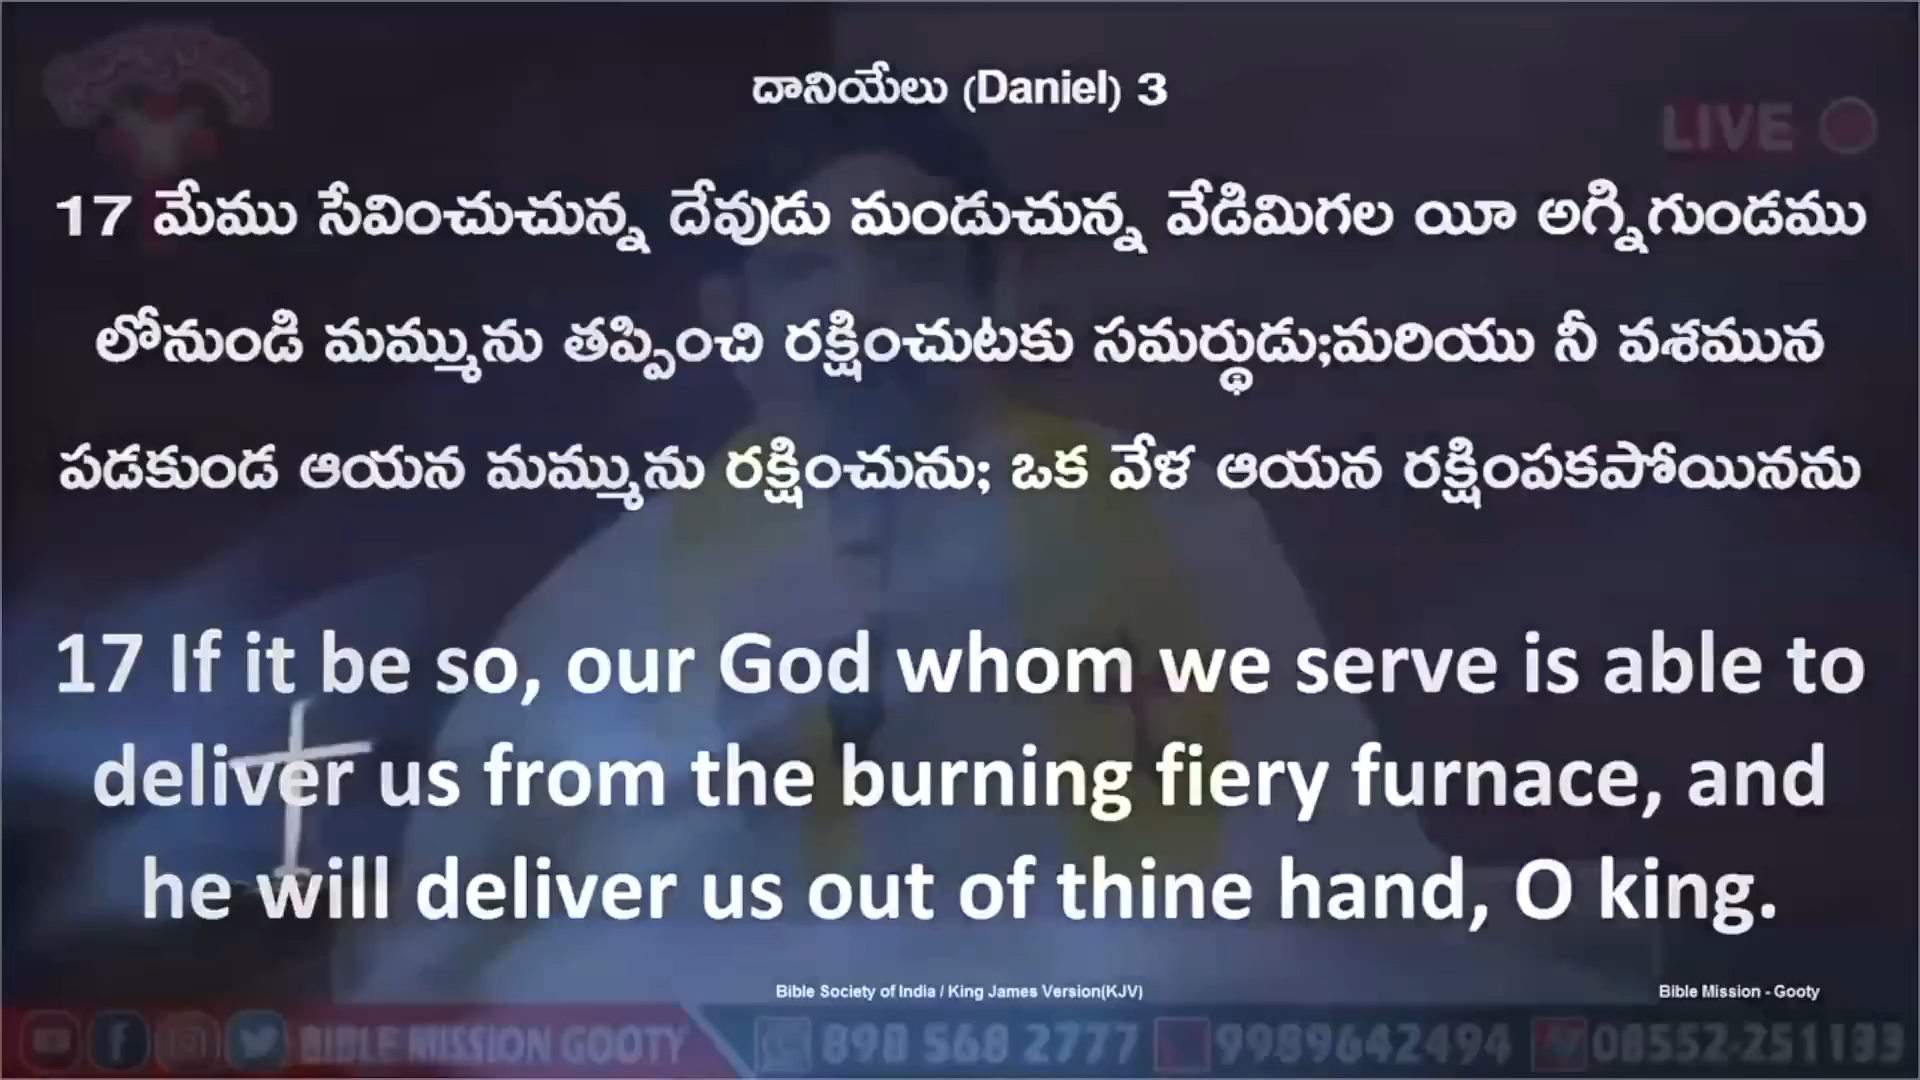 దానియేలు (Daniel) 3
LIVE
17 మేము సేవించుచున్న దేవుడు మండుచున్న వేడిమిగల యీ అగ్నిగుండము
లోనుండి మమ్మును తప్పించి రక్షించుటకు సమర్థుడు;మరియు నీ వశమున
పడకుండ ఆయన మమ్మును రక్షించును; ఒక వేళ ఆయన రక్షింపకపోయినను
17 If it be so, our God whom we serve is able to
deliver us from the burning fiery furnace, and
he will deliver us out of thine hand, O king.
Bible Society of India / King James Version(KJV)
Bible Mission - Gooty
BIBLE MISSION GOOTY 898 568 2777 9989642494 08552-251133